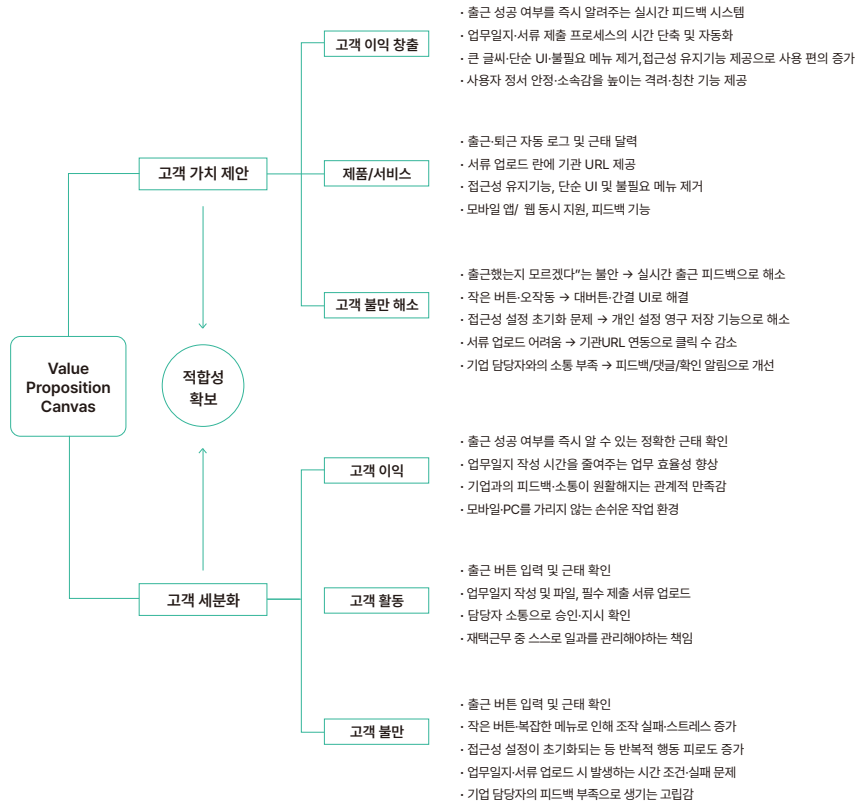 Value
Proposition
Canvas
고객 가치 제안
적합성
확보
고객 세분화
고객 이익 창출
· 출근 성공 여부를 즉시 알려주는 실시간 피드백 시스템
· 업무일지·서류 제출 프로세스의 시간 단축 및 자동화
· 큰 글씨·단순 UI·불필요 메뉴 제거,접근성 유지기능 제공으로 사용 편의 증가
· 사용자 정서 안정·소속감을 높이는 격려·칭찬 기능 제공
제품/서비스
· 출근·퇴근 자동 로그 및 근태 달력
· 서류 업로드 란에 기관 URL 제공
· 접근성 유지기능, 단순 UI 및 불필요 메뉴 제거
· 모바일 앱/ 웹 동시 지원, 피드백 기능
고객 불만 해소
· 출근했는지 모르겠다”는 불안 → 실시간 출근 피드백으로 해소
· 작은 버튼·오작동 → 대버튼·간결 UI로 해결
· 접근성 설정 초기화 문제 → 개인 설정 영구 저장 기능으로 해소
· 서류 업로드 어려움 → 기관URL 연동으로 클릭 수 감소
· 기업 담당자와의 소통 부족 → 피드백/댓글/확인 알림으로 개선
고객 이익
· 출근 성공 여부를 즉시 알 수 있는 정확한 근태 확인
· 업무일지 작성 시간을 줄여주는 업무 효율성 향상
· 기업과의 피드백·소통이 원활해지는 관계적 만족감
· 모바일·PC를 가리지 않는 손쉬운 작업 환경
고객 활동
· 출근 버튼 입력 및 근태 확인
· 업무일지 작성 및 파일, 필수 제출 서류 업로드
· 담당자 소통으로 승인·지시 확인
· 재택근무 중 스스로 일과를 관리해야하는 책임
고객 불만
· 출근 버튼 입력 및 근태 확인
· 작은 버튼·복잡한 메뉴로 인해 조작 실패·스트레스 증가
· 접근성 설정이 초기화되는 등 반복적 행동 피로도 증가
· 업무일지·서류 업로드 시 발생하는 시간 조건·실패 문제
· 기업 담당자의 피드백 부족으로 생기는 고립감